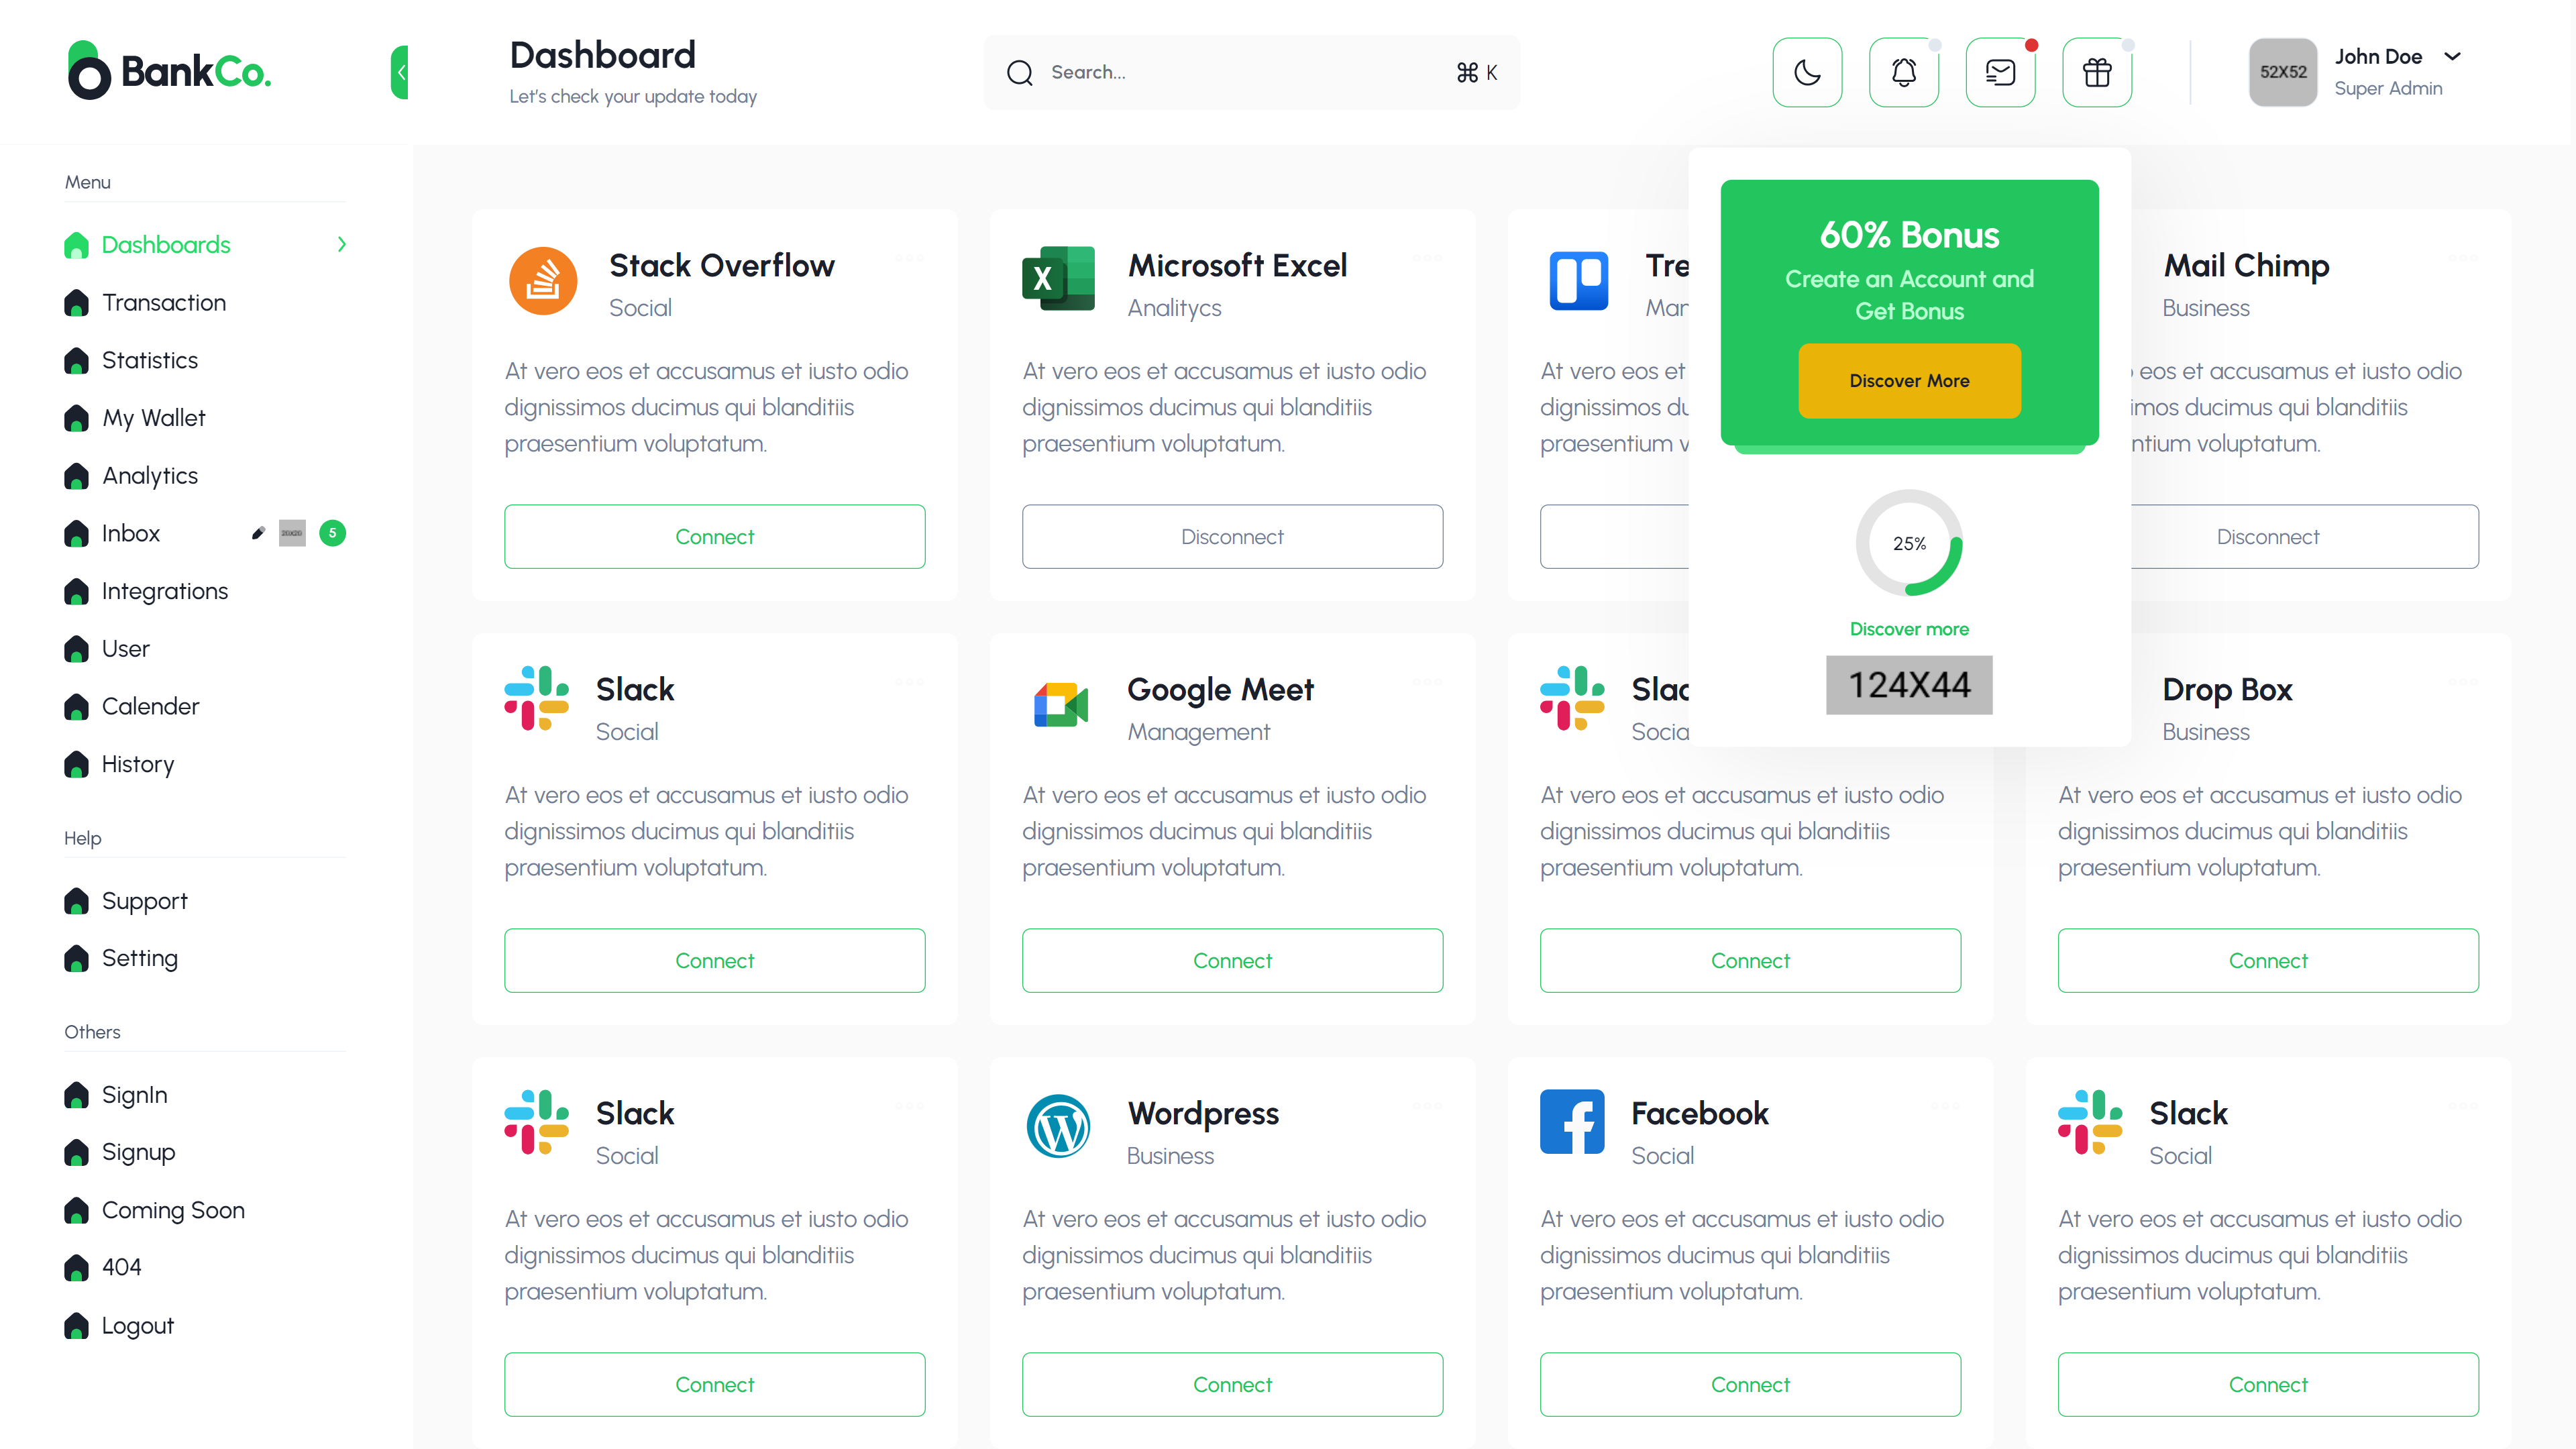 BankCo.
Dashboard
Let's check your update today
Search...
⌘ K
52X52
John Doe
Super Admin
Menu
Dashboards
Transaction
Statistics
My Wallet
Analytics
Inbox
5
Integrations
User
Calender
History
Help
Support
Setting
Others
SignIn
Signup
Coming Soon
404
Logout
Stack Overflow
Social
At vero eos et accusamus et iusto odio
dignissimos ducimus qui blanditiis
praesentium voluptatum.
Connect
Microsoft Excel
Analitycs
At vero eos et accusamus et iusto odio
dignissimos ducimus qui blanditiis
praesentium voluptatum.
Disconnect
Tre
Man
At vero eos et
dignissimos du
praesentium v
60% Bonus
Create an Account and
Get Bonus
Discover More
25%
Discover more
124X44
Mail Chimp
Business
eos et accusamus et iusto odio
imos ducimus qui blanditiis
ntium voluptatum.
Disconnect
Slack
Social
At vero eos et accusamus et iusto odio
dignissimos ducimus qui blanditiis
praesentium voluptatum.
Connect
Google Meet
Management
At vero eos et accusamus et iusto odio
dignissimos ducimus qui blanditiis
praesentium voluptatum.
Connect
Slac
Socia
At vero eos et accusamus et iusto odio
dignissimos ducimus qui blanditiis
praesentium voluptatum.
Connect
Drop Box
Business
At vero eos et accusamus et iusto odio
dignissimos ducimus qui blanditiis
praesentium voluptatum.
Connect
Slack
Social
At vero eos et accusamus et iusto odio
dignissimos ducimus qui blanditiis
praesentium voluptatum.
Connect
Wordpress
Business
At vero eos et accusamus et iusto odio
dignissimos ducimus qui blanditiis
praesentium voluptatum.
Connect
Facebook
Social
At vero eos et accusamus et iusto odio
dignissimos ducimus qui blanditiis
praesentium voluptatum.
Connect
Slack
Social
At vero eos et accusamus et iusto odio
dignissimos ducimus qui blanditiis
praesentium voluptatum.
Connect